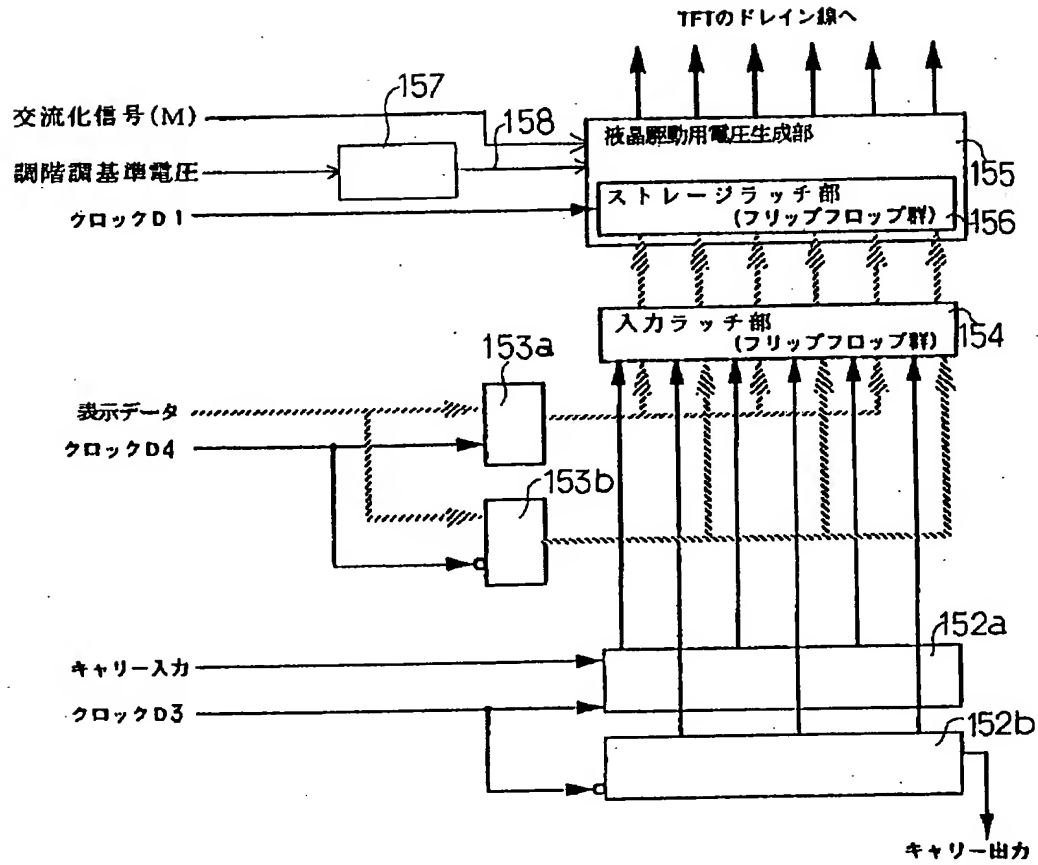 TFTのドレイン線へ
157
交流化信号(M)
158
液晶駆動用電圧生成部
155
調階調基準電圧
ストレージラッチ部
クロックD1
(フリップフロップ群)
156
入力ラッチ部
154
(フリップフロップ群)
153a
表示データ
クロックD4
153b
152a
キャリー入力
クロックD3
152b
キャリー出力